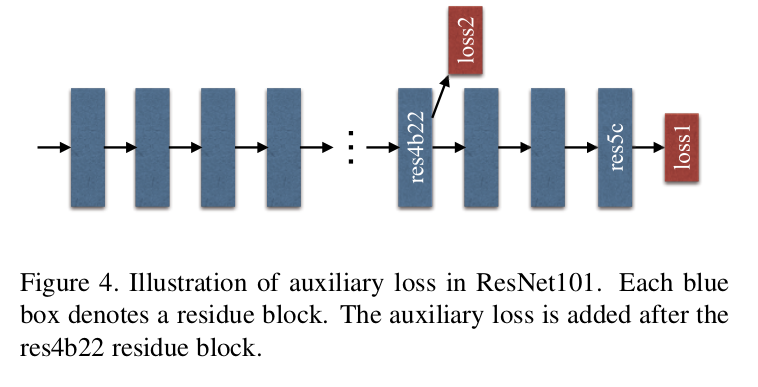 loss2
res4b22
res5c
loss1
Figure 4. Illustration of auxiliary loss in ResNet101. Each blue
box denotes a residue block. The auxiliary loss is added after the
res4b22 residue block.